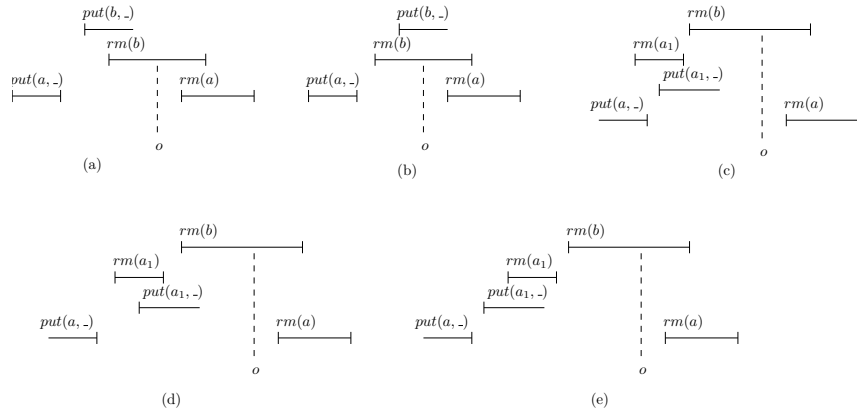 put(b, _)
rm(b)
put(a, _)
rm(a)
o
(a)
put(b, _)
rm(b)
put(a, _)
rm(a)
o
(b)
rm(b)
rm(a₁)
put(a₁, _)
put(a, _)
rm(a)
o
(c)
rm(b)
rm(a₁)
put(a₁, _)
put(a, _)
rm(a)
o
(d)
rm(b)
rm(a₁)
put(a₁, _)
put(a, _)
rm(a)
o
(e)